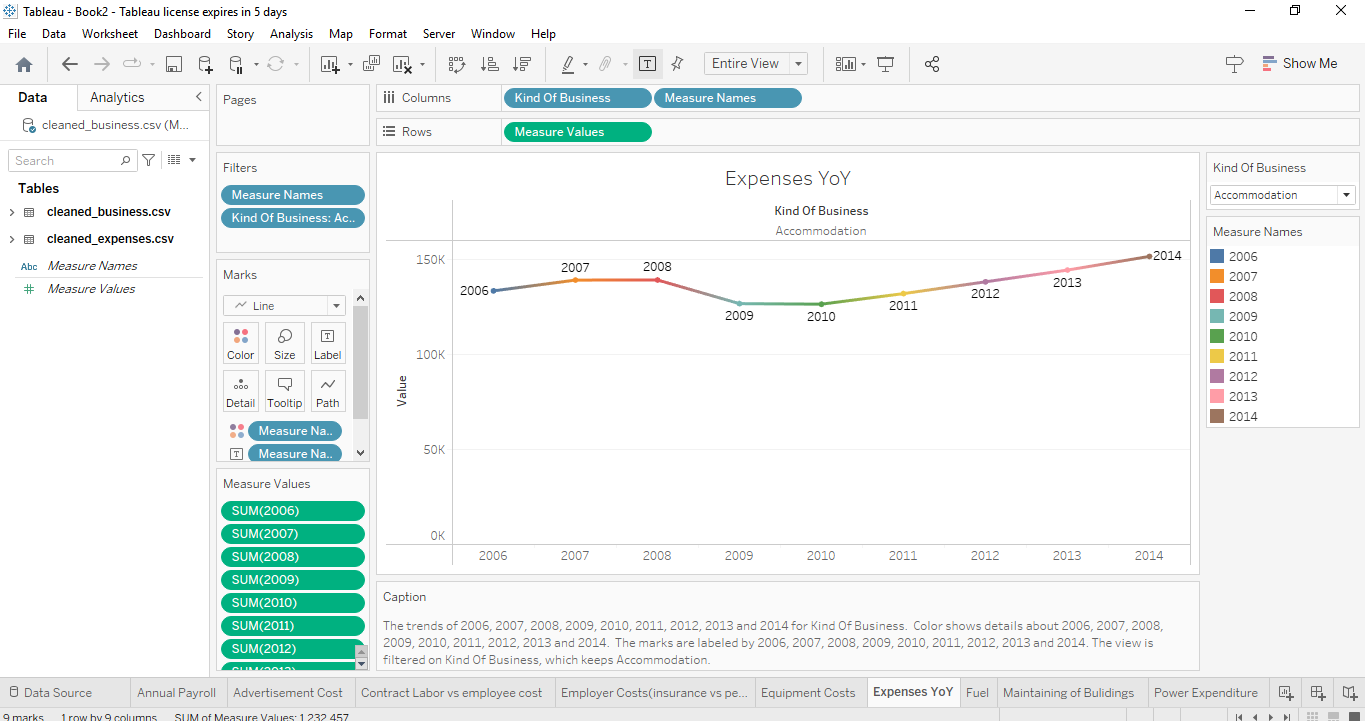 Tableau - Book2 - Tableau license expires in 5 days
File Data Worksheet Dashboard Story Analysis Map Format Server Window Help
Entire View
Show Me
Data Analytics
cleaned_business.csv (M...
Search
Tables
cleaned_business.csv
cleaned_expenses.csv
Abc Measure Names
# Measure Values
Pages
Filters
Measure Names
Kind Of Business: Ac..
Marks
Line
Color Size Label
Detail Tooltip Path
Measure Na..
Measure Na..
Measure Values
SUM(2006)
SUM(2007)
SUM(2008)
SUM(2009)
SUM(2010)
SUM(2011)
SUM(2012)
SUM(2013)
Columns Kind Of Business Measure Names
Rows Measure Values
Expenses YoY
Kind Of Business
Accommodation
150K
100K
50K
0K
Value
2006
2007
2008
2009
2010
2011
2012
2013
2014
2006 2007 2008 2009 2010 2011 2012 2013 2014
Caption
The trends of 2006, 2007, 2008, 2009, 2010, 2011, 2012, 2013 and 2014 for Kind Of Business. Color shows details about 2006, 2007, 2008,
2009, 2010, 2011, 2012, 2013 and 2014. The marks are labeled by 2006, 2007, 2008, 2009, 2010, 2011, 2012, 2013 and 2014. The view is
filtered on Kind Of Business, which keeps Accommodation.
Kind Of Business
Accommodation
Measure Names
2006
2007
2008
2009
2010
2011
2012
2013
2014
Data Source Annual Payroll Advertisement Cost Contract Labor vs employee cost Employer Costs(insurance vs pe... Equipment Costs Expenses YoY Fuel Maintaining of Bulidings Power Expenditure
9 marks 1 row by 9 columns SUM of Measure Values: 1,232,457